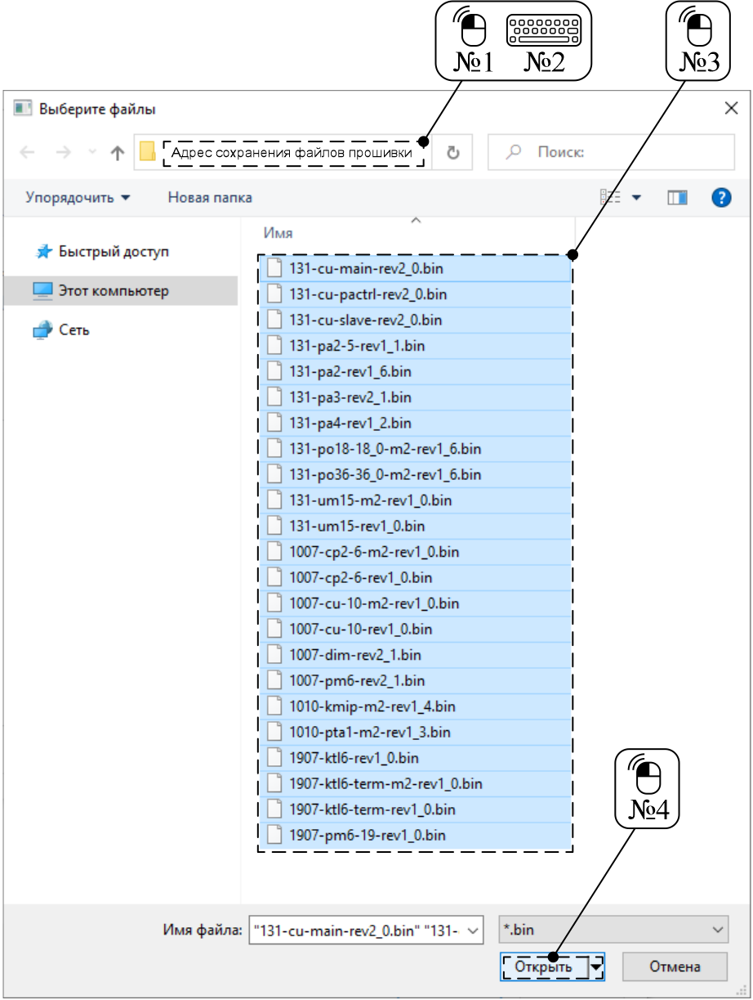 №1 №2 №3
Выберите файлы
Адрес сохранения файлов прошивки
Поиск:
Упорядочить Новая папка ?
Имя
Быстрый доступ
Этот компьютер
Сеть
131-cu-main-rev2_0.bin
131-cu-pactrl-rev2_0.bin
131-cu-slave-rev2_0.bin
131-pa2-5-rev1_1.bin
131-pa2-rev1_6.bin
131-pa3-rev2_1.bin
131-pa4-rev1_2.bin
131-po18-18_0-m2-rev1_6.bin
131-po36-36_0-m2-rev1_6.bin
131-um15-m2-rev1_0.bin
131-um15-rev1_0.bin
1007-cp2-6-m2-rev1_0.bin
1007-cp2-6-rev1_0.bin
1007-cu-10-m2-rev1_0.bin
1007-cu-10-rev1_0.bin
1007-dim-rev2_1.bin
1007-pm6-rev2_1.bin
1010-kmip-m2-rev1_4.bin
1010-pta1-m2-rev1_3.bin
1907-ktl6-rev1_0.bin
1907-ktl6-term-m2-rev1_0.bin
1907-ktl6-term-rev1_0.bin
1907-pm6-19-rev1_0.bin
№4
Имя файла: "131-cu-main-rev2_0.bin" "131- *.bin
Открыть Отмена